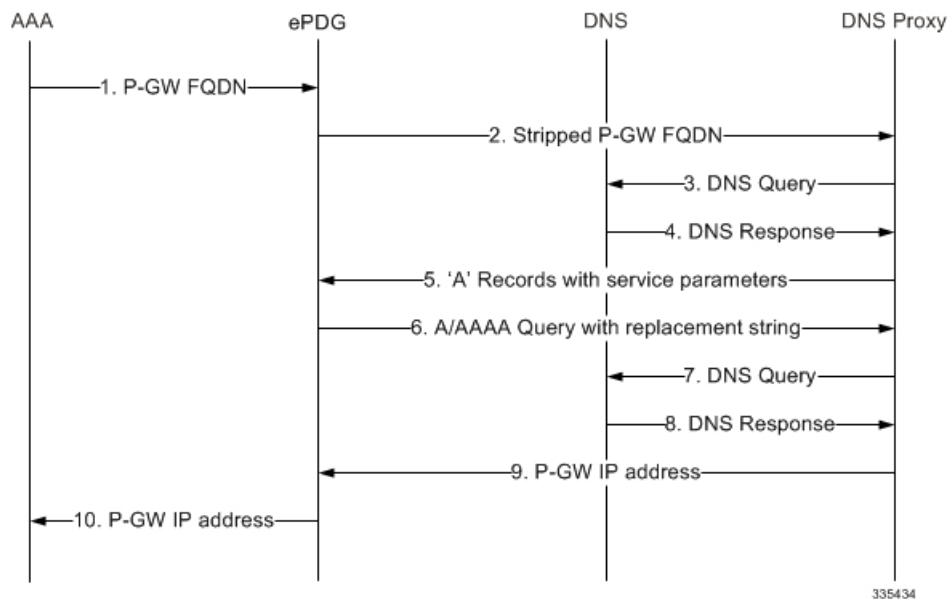 AAA ePDG DNS DNS Proxy
1. P-GW FQDN
2. Stripped P-GW FQDN
3. DNS Query
4. DNS Response
5. ‘A’ Records with service parameters
6. A/AAAA Query with replacement string
7. DNS Query
8. DNS Response
9. P-GW IP address
10. P-GW IP address
335434